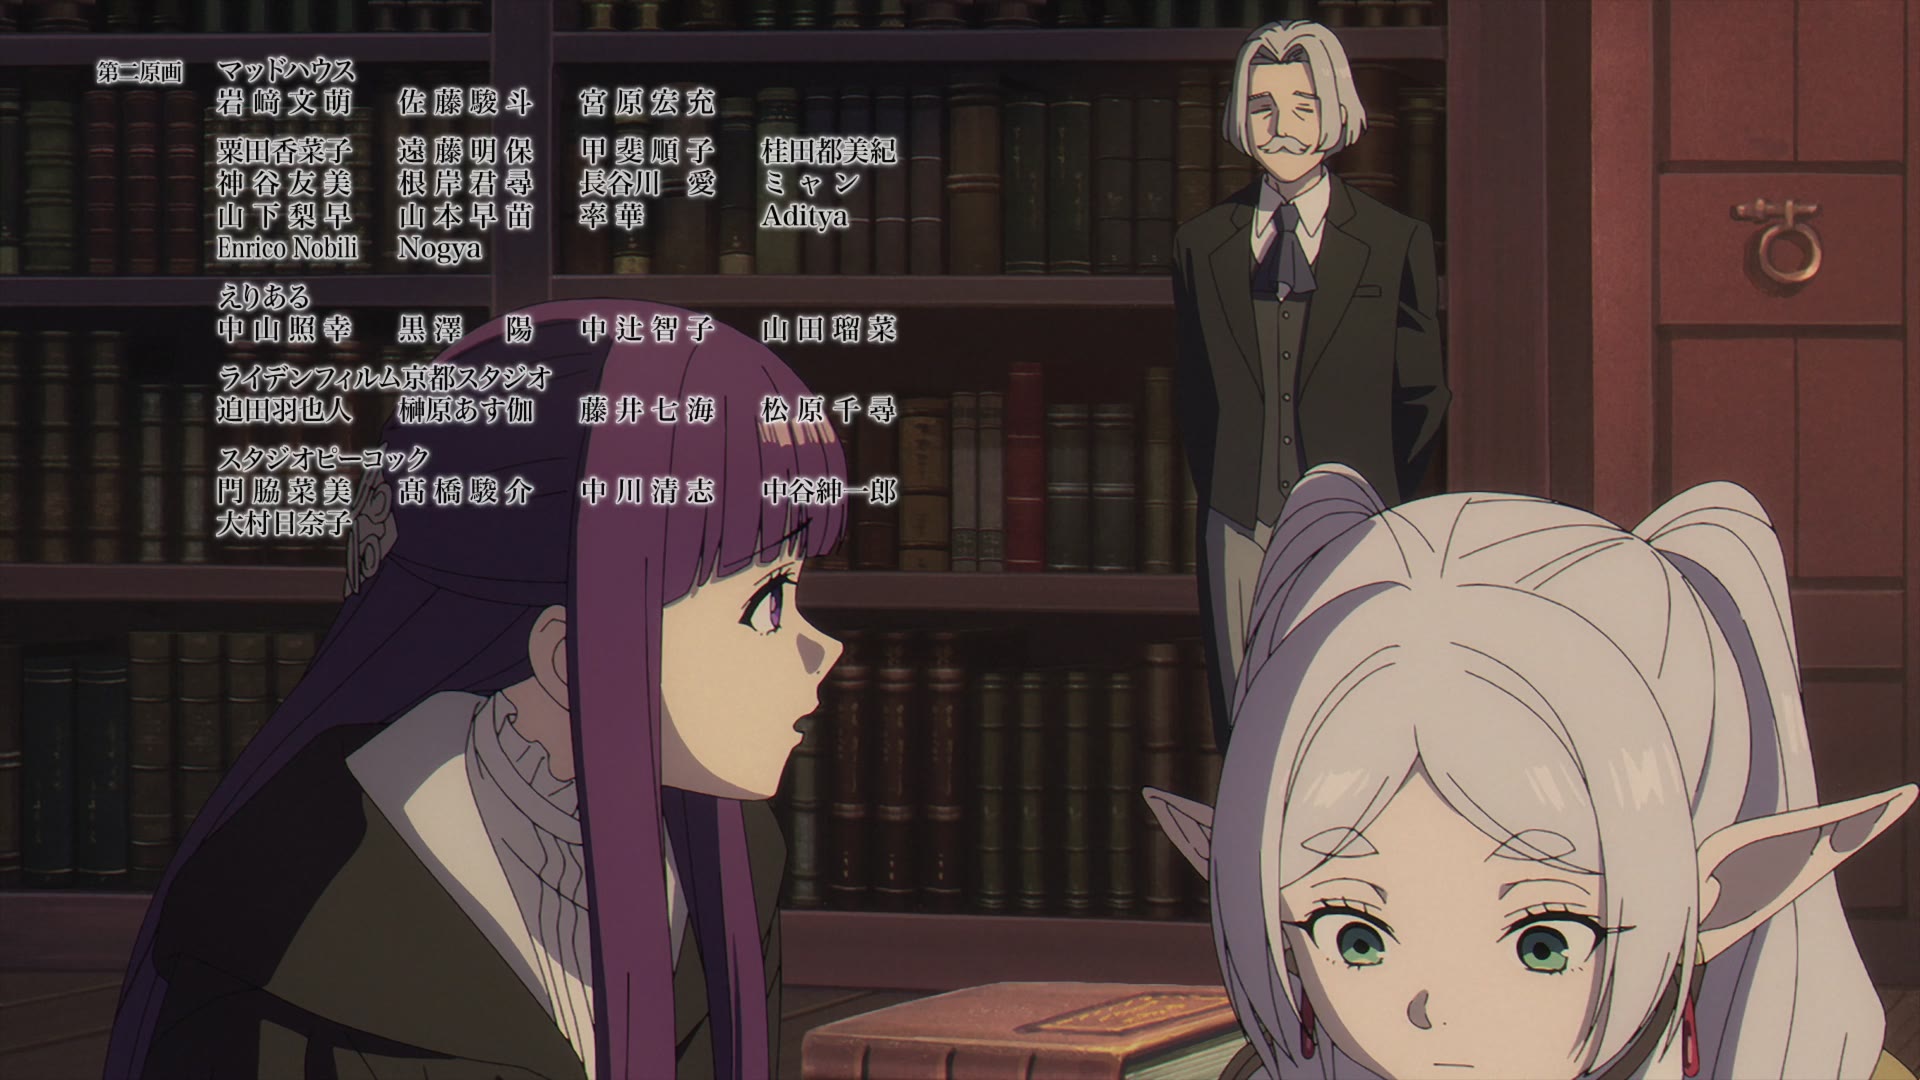 第二原画 マッドハウス
岩﨑文萌 佐藤駿斗 宮原宏充
粟田香菜子 遠藤明保 甲斐順子 桂田都美紀
神谷友美 根岸君尋 長谷川 愛 ミャン
山下梨早 山本早苗 率華 Aditya
Enrico Nobili Nogya
えりある
中山照幸 黒澤 陽 中辻智子 山田瑠菜
ライデンフィルム京都スタジオ
迫田羽也人 榊原あす伽 藤井七海 松原千尋
スタジオピーコック
門脇菜美 髙橋駿介 中川清志 中谷紳一郎
大村日奈子